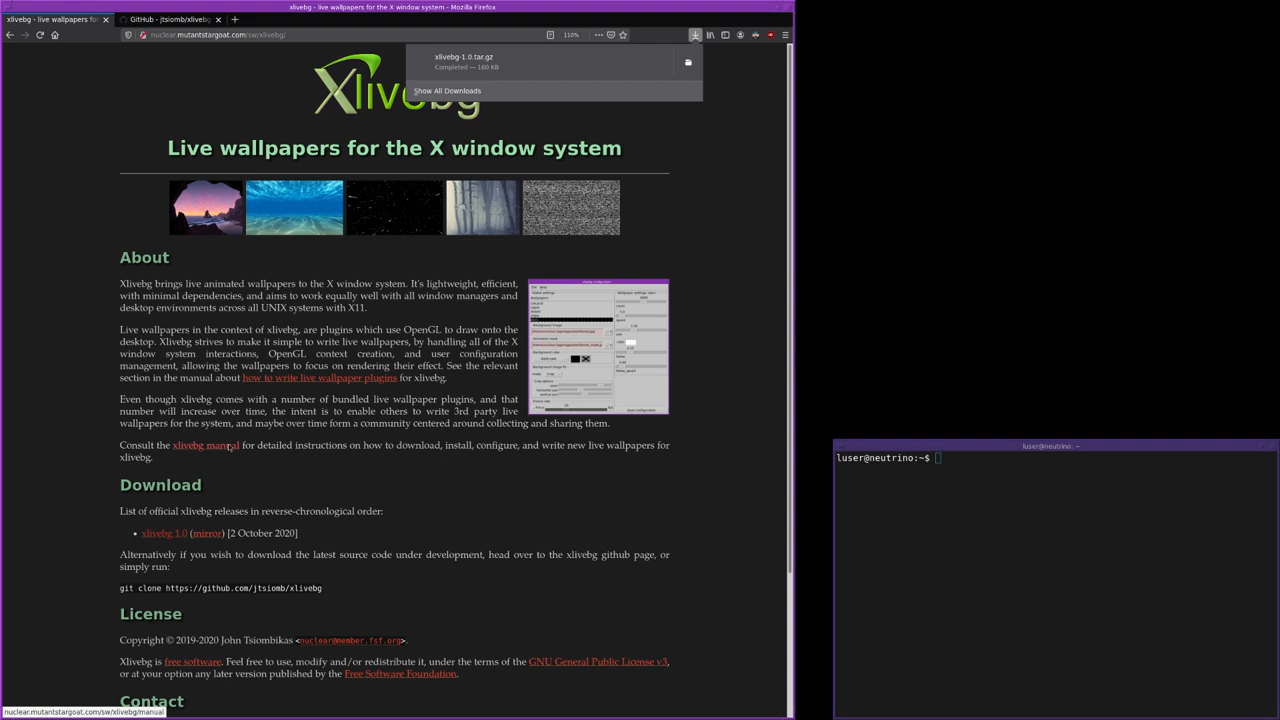 xlivebg - live wallpapers for the X window system - Mozilla Firefox
xlivebg - live wallpapers fo
GitHub - jtsiomb/xlivebg
nuclear.mutantstargoat.com/sw/xlivebg/
110%
xlivebg-1.0.tar.gz
Completed — 160 KB
Show All Downloads
Xlivebg
Live wallpapers for the X window system
About
Xlivebg brings live animated wallpapers to the X window system. It's lightweight, efficient,
with minimal dependencies, and aims to work equally well with all window managers and
desktop environments across all UNIX systems with X11.
Live wallpapers in the context of xlivebg, are plugins which use OpenGL to draw onto the
desktop. Xlivebg strives to make it simple to write live wallpapers, by handling all of the X
window system interactions, OpenGL context creation, and user configuration
management, allowing the wallpapers to focus on rendering their effect. See the relevant
section in the manual about how to write live wallpaper plugins for xlivebg.
Even though xlivebg comes with a number of bundled live wallpaper plugins, and that
number will increase over time, the intent is to enable others to write 3rd party live
wallpapers for the system, and maybe over time form a community centered around collecting and sharing them.
Consult the xlivebg manual for detailed instructions on how to download, install, configure, and write new live wallpapers for
xlivebg.
Download
List of official xlivebg releases in reverse-chronological order:
• xlivebg 1.0 (mirror) [2 October 2020]
Alternatively if you wish to download the latest source code under development, head over to the xlivebg github page, or
simply run:
git clone https://github.com/jtsiomb/xlivebg
License
Copyright © 2019-2020 John Tsiombikas <nuclear@member.fsf.org>.
Xlivebg is free software. Feel free to use, modify and/or redistribute it, under the terms of the GNU General Public License v3,
or at your option any later version published by the Free Software Foundation.
Contact
nuclear.mutantstargoat.com/sw/xlivebg/manual
luser@neutrino: ~
luser@neutrino:~$